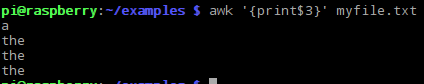 pi@raspberry:~/examples $ awk '{print$3}' myfile.txt
a
the
the
the
pi@raspberry:~/examples $